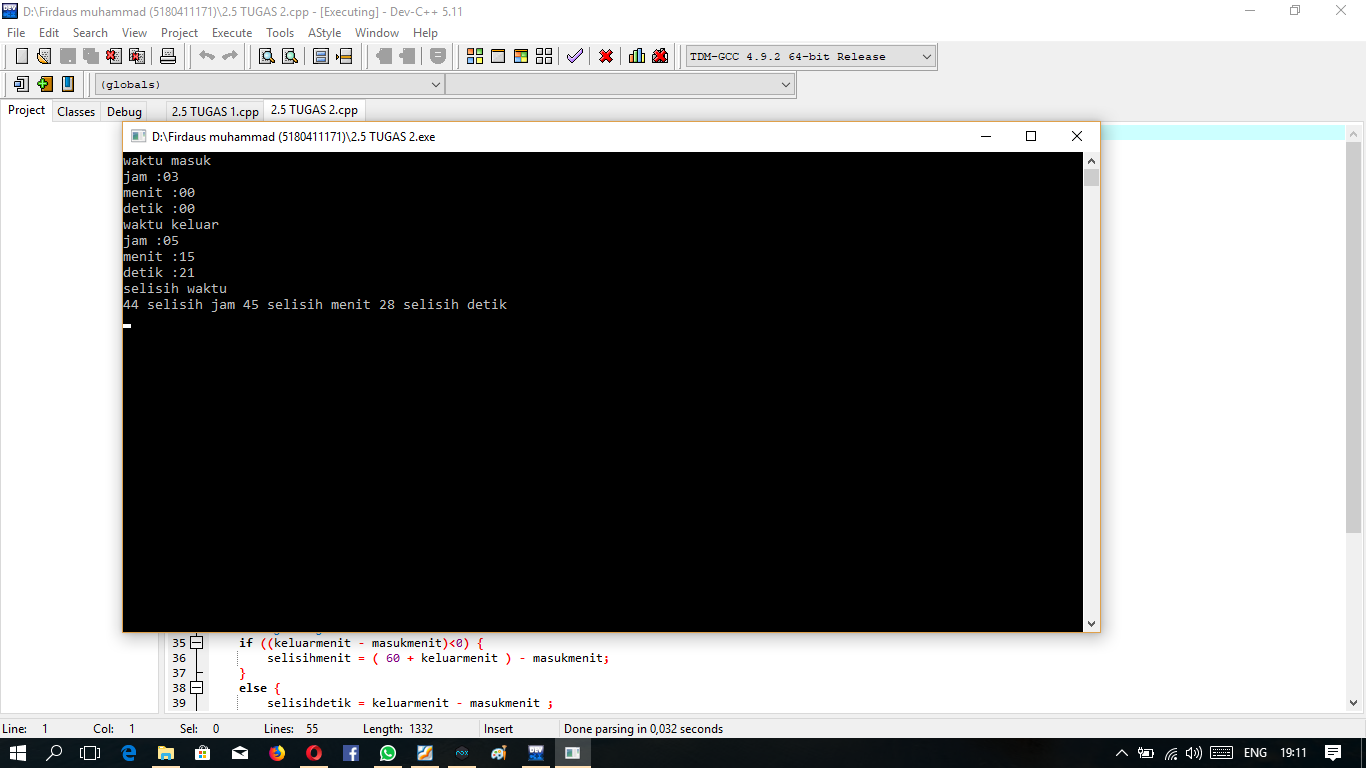 D:\Firdaus muhammad (5180411171)\2.5 TUGAS 2.cpp - [Executing] - Dev-C++ 5.11
File Edit Search View Project Execute Tools AStyle Window Help
TDM-GCC 4.9.2 64-bit Release
(globals)
Project Classes Debug 2.5 TUGAS 1.cpp 2.5 TUGAS 2.cpp
D:\Firdaus muhammad (5180411171)\2.5 TUGAS 2.exe
waktu masuk
jam :03
menit :00
detik :00
waktu keluar
jam :05
menit :15
detik :21
selisih waktu
44 selisih jam 45 selisih menit 28 selisih detik
35 if ((keluarmenit - masukmenit)<0) {
36 selisihmenit = ( 60 + keluarmenit ) - masukmenit;
37 }
38 else {
39 selisihdetik = keluarmenit - masukmenit ;
Line: 1 Col: 1 Sel: 0 Lines: 55 Length: 1332 Insert Done parsing in 0,032 seconds
ENG 19:11